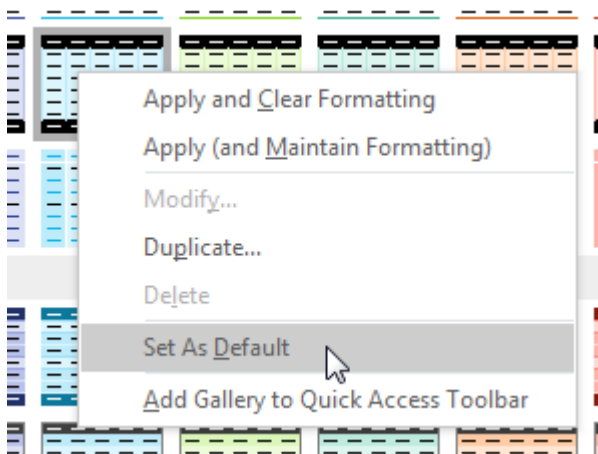 Apply and Clear Formatting
Apply (and Maintain Formatting)
Modify...
Duplicate...
Delete
Set As Default
Add Gallery to Quick Access Toolbar